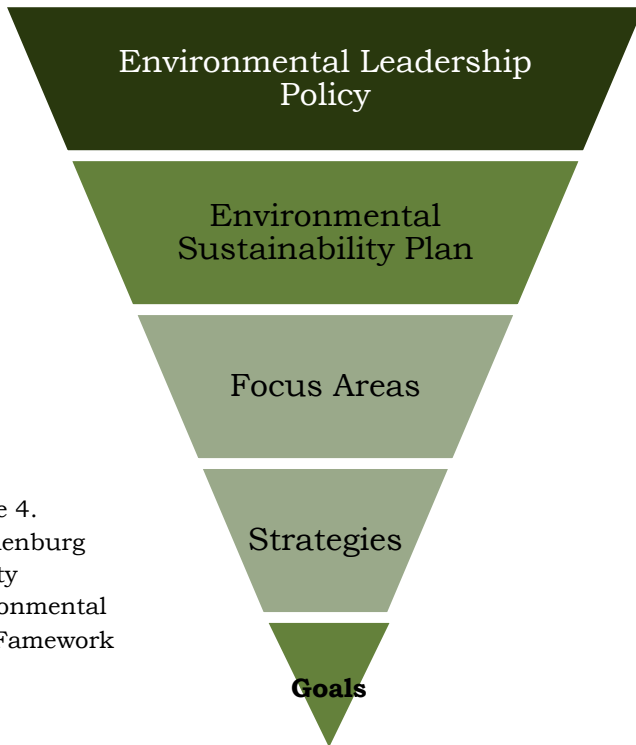 Environmental Leadership
Policy
Environmental
Sustainability Plan
Focus Areas
Strategies
Goals
e 4.
lenburg
ty
onmental
Famework